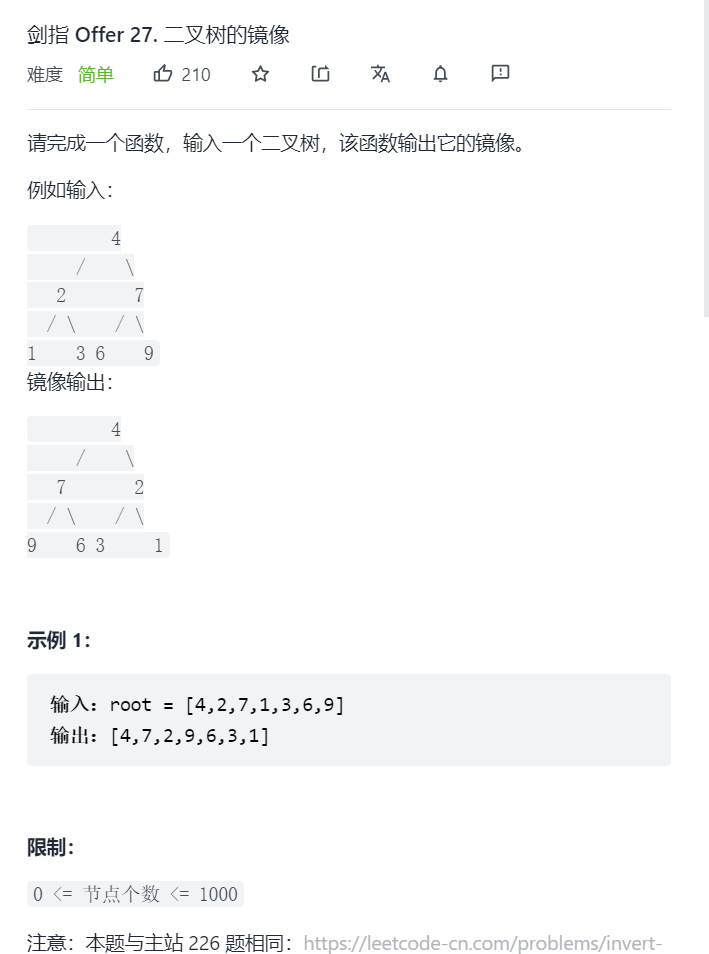 剑指 Offer 27. 二叉树的镜像
难度 简单 210
请完成一个函数，输入一个二叉树，该函数输出它的镜像。
例如输入：
4
/ \
2 7
/ \ / \
1 3 6 9
镜像输出：
4
/ \
7 2
/ \ / \
9 6 3 1
示例 1：
输入：root = [4,2,7,1,3,6,9]
输出：[4,7,2,9,6,3,1]
限制：
0 <= 节点个数 <= 1000
注意：本题与主站 226 题相同：https://leetcode-cn.com/problems/invert-